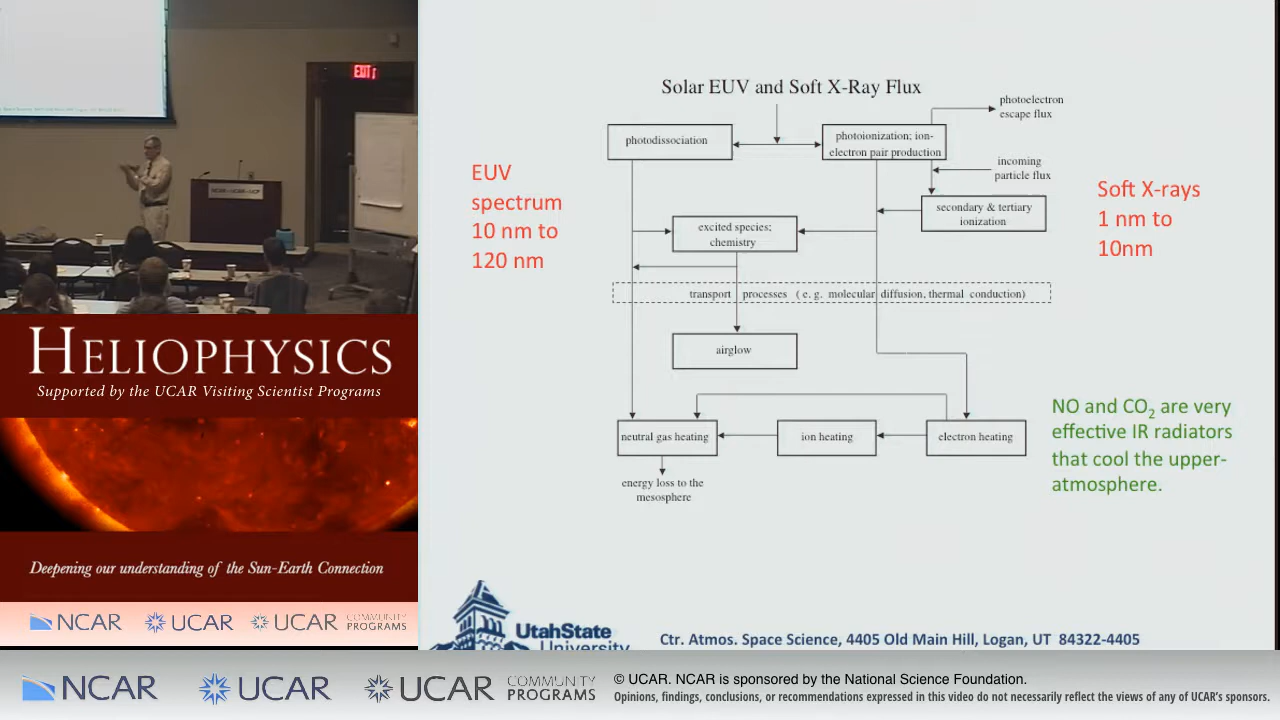 EXIT
NCAR—UCAR—UCP
HELIOPHYSICS
Supported by the UCAR Visiting Scientist Programs
Deepening our understanding of the Sun-Earth Connection
NCAR UCAR UCAR COMMUNITY PROGRAMS
Solar EUV and Soft X-Ray Flux
photoelectron
escape flux
photodissociation
photoionization; ion-
electron pair production
incoming
particle flux
EUV
spectrum
10 nm to
120 nm
Soft X-rays
1 nm to
10nm
secondary & tertiary
ionization
excited species;
chemistry
transport processes ( e. g. molecular diffusion, thermal conduction)
airglow
NO and CO₂ are very
effective IR radiators
that cool the upper-
atmosphere.
neutral gas heating
ion heating
electron heating
energy loss to the
mesosphere
UtahState
University
Ctr. Atmos. Space Science, 4405 Old Main Hill, Logan, UT 84322-4405
NCAR UCAR UCAR COMMUNITY PROGRAMS
© UCAR. NCAR is sponsored by the National Science Foundation.
Opinions, findings, conclusions, or recommendations expressed in this video do not necessarily reflect the views of any of UCAR's sponsors.